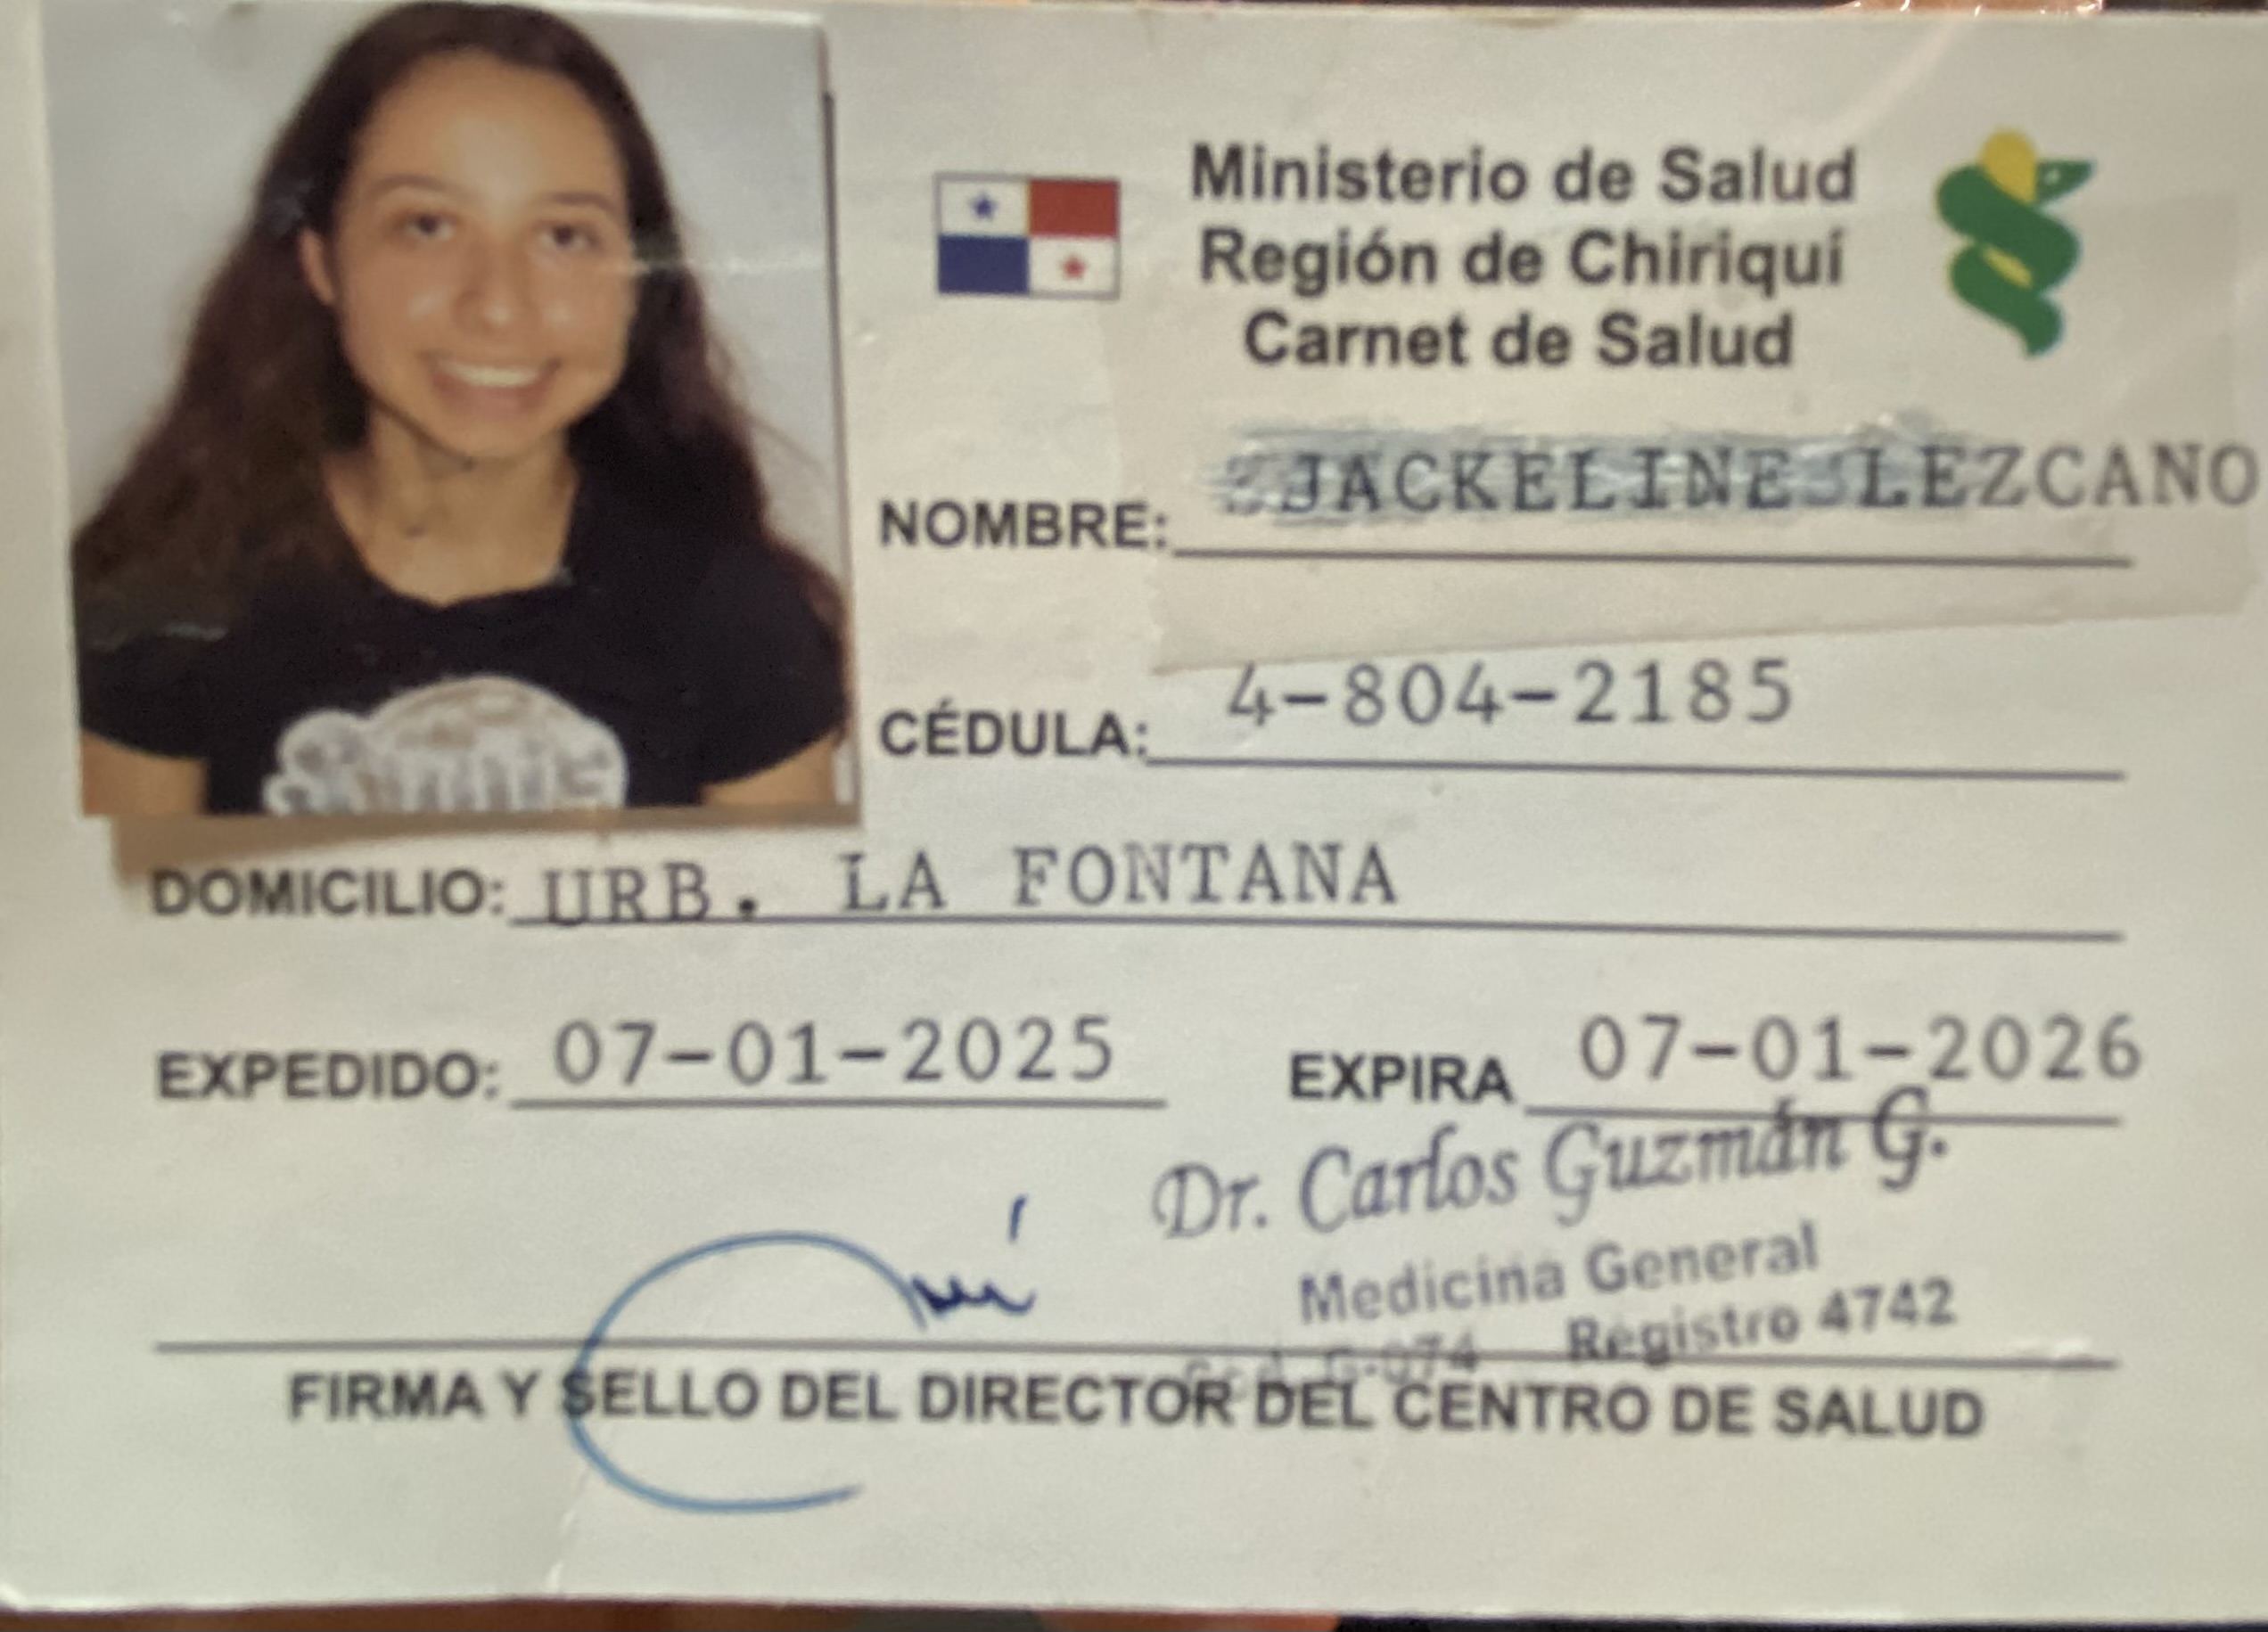 Ministerio de Salud
Región de Chiriquí
Carnet de Salud
NOMBRE: JACKELINE LEZCANO
CÉDULA: 4-804-2185
DOMICILIO: URB. LA FONTANA
EXPEDIDO: 07-01-2025 EXPIRA 07-01-2026
Dr. Carlos Guzmán G.
Medicina General
G-074 Registro 4742
FIRMA Y SELLO DEL DIRECTOR DEL CENTRO DE SALUD